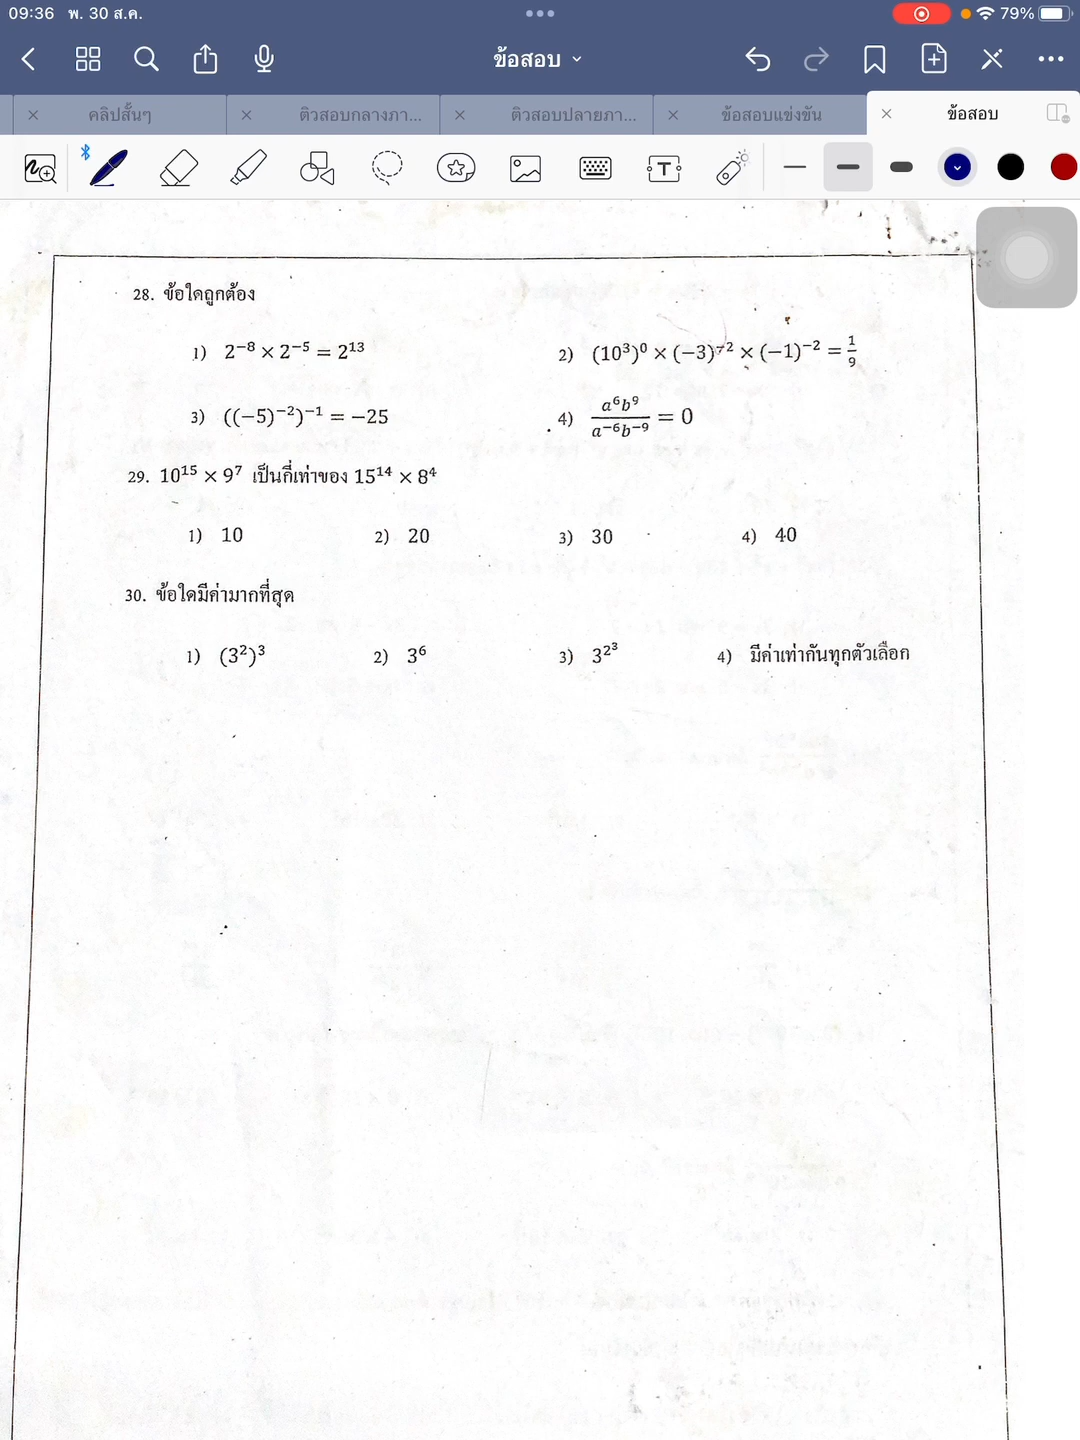 09:36 พ. 30 ส.ค.
79%
ข้อสอบ
คลิปสั้นๆ
ติวสอบกลางภา...
ติวสอบปลายภา...
ข้อสอบแข่งขัน
ข้อสอบ
28. ข้อใดถูกต้อง
1) 2⁻⁸ × 2⁻⁵ = 2¹³ 2) (10³)⁰ × (−3)⁻² × (−1)⁻² = 1/9
3) ((−5)⁻²)⁻¹ = −25 4) a⁶b⁹/a⁻⁶b⁻⁹ = 0
29. 10¹⁵ × 9⁷ เป็นกี่เท่าของ 15¹⁴ × 8⁴
1) 10 2) 20 3) 30 4) 40
30. ข้อใดมีค่ามากที่สุด
1) (3²)³ 2) 3⁶ 3) 3^2³ 4) มีค่าเท่ากันทุกตัวเลือก